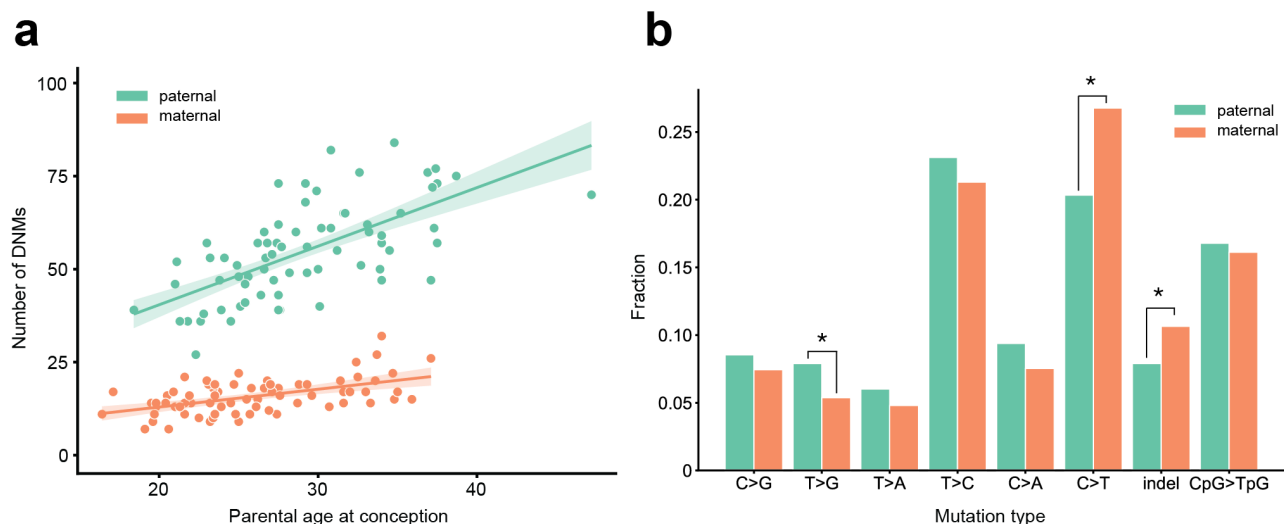 a
paternal
maternal
Number of DNMs
100
75
50
25
0
20 30 40
Parental age at conception
b
paternal
maternal
Fraction
0.25
0.20
0.15
0.10
0.05
0
* * * *
C>G T>G T>A T>C C>A C>T indel CpG>TpG
Mutation type